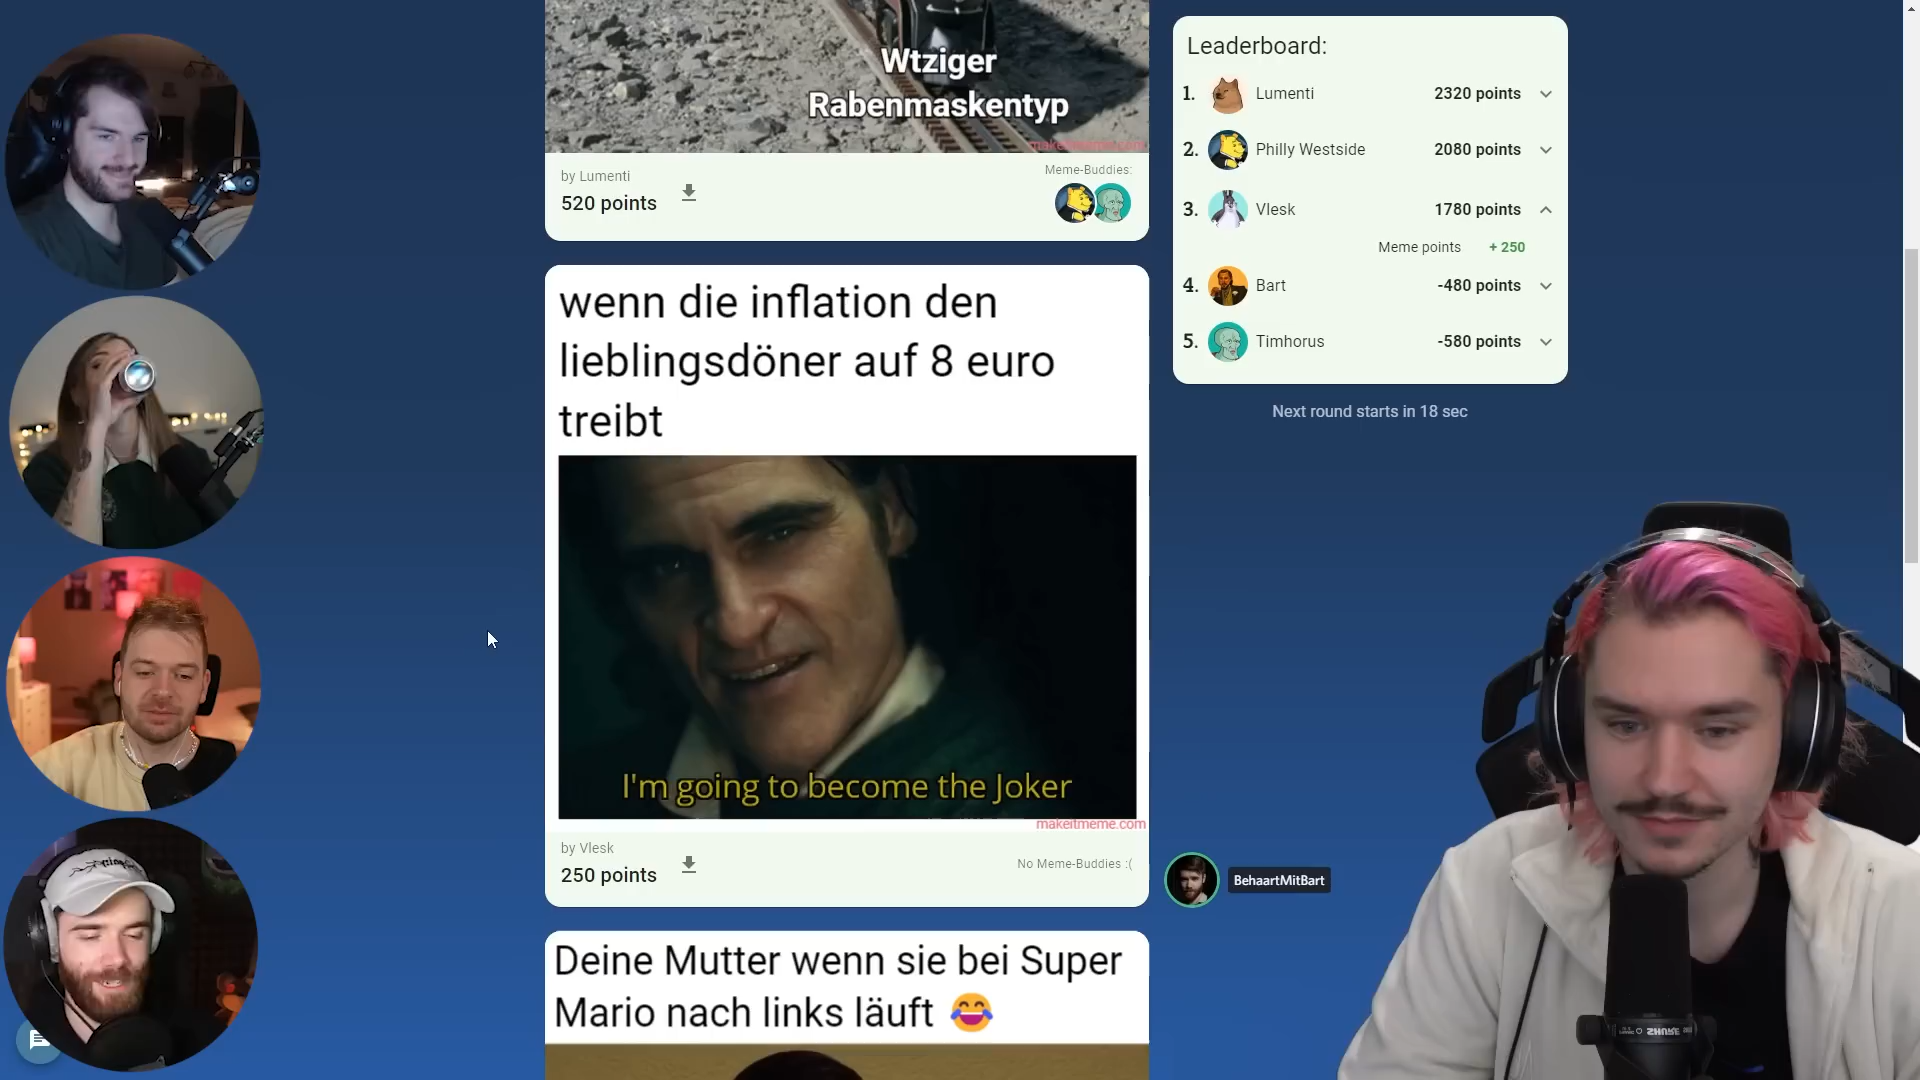 Wtziger
Rabenmaskentyp
makeitmeme.com
by Lumenti
520 points
Meme-Buddies:
wenn die inflation den
lieblingsdöner auf 8 euro
treibt
I'm going to become the Joker
makeitmeme.com
by Vlesk
250 points
No Meme-Buddies :(
Deine Mutter wenn sie bei Super
Mario nach links läuft 😂
Leaderboard:
1. Lumenti 2320 points
2. Philly Westside 2080 points
3. Vlesk 1780 points
Meme points + 250
4. Bart -480 points
5. Timhorus -580 points
Next round starts in 18 sec
BehaartMitBart
SHURE